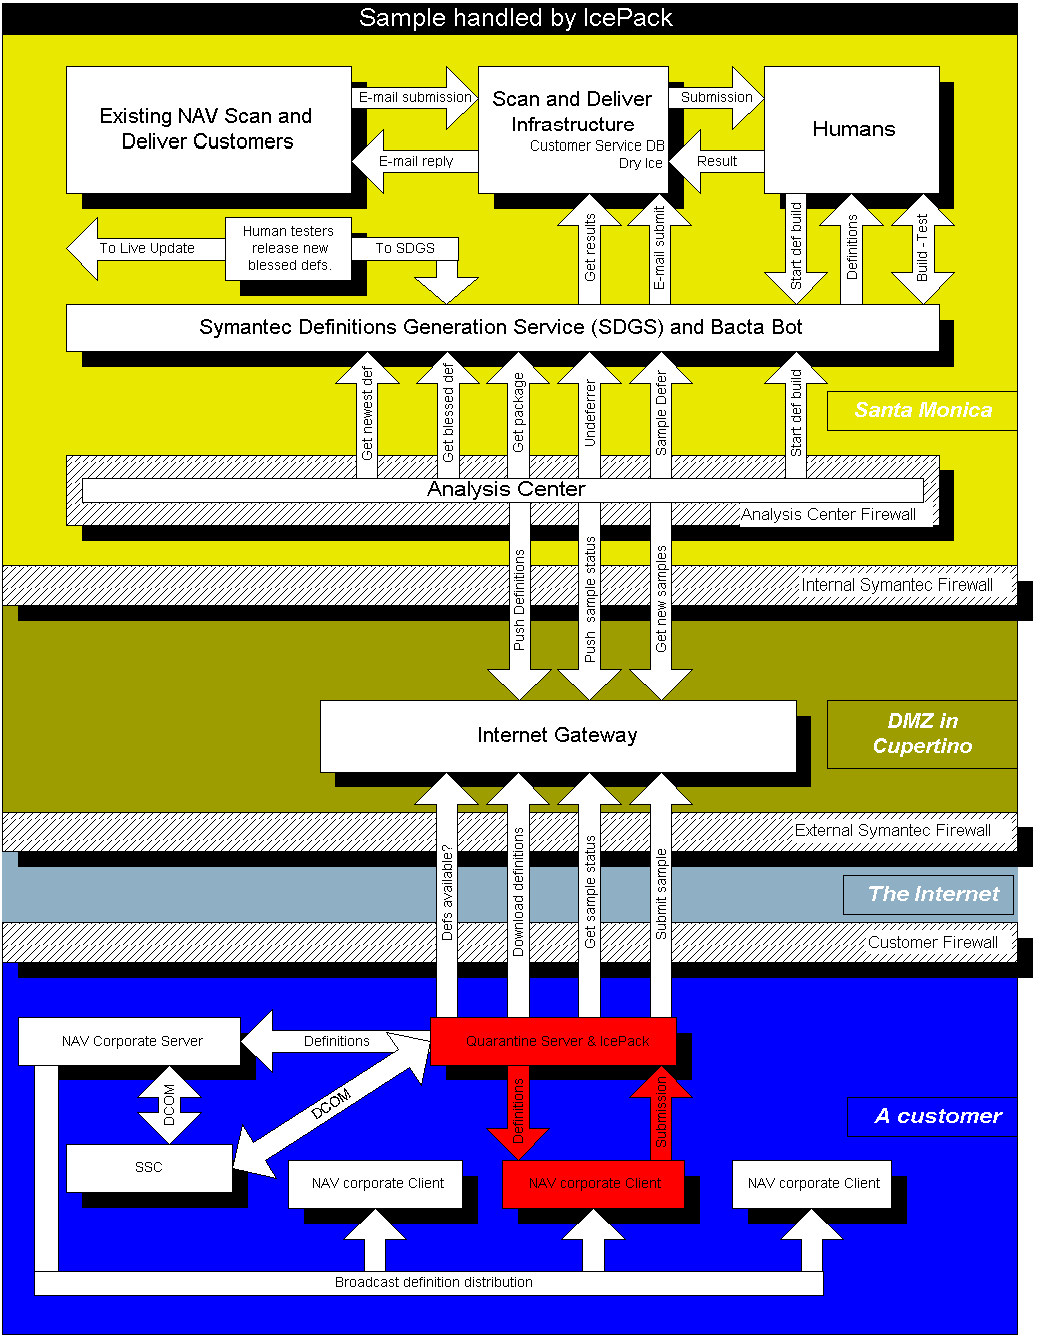 Sample handled by IcePack
Existing NAV Scan and
Deliver Customers
E-mail submission
E-mail reply
Scan and Deliver
Infrastructure
Customer Service DB
Dry Ice
Submission
Result
Humans
To Live Update
Human testers
release new
blessed defs.
To SDGS
Get results
E-mail submit
Start def build
Definitions
Build -Test
Symantec Definitions Generation Service (SDGS) and Bacta Bot
Get newest def
Get blessed def
Get package
Undeferrer
Sample Defer
Start def build
Santa Monica
Analysis Center
Analysis Center Firewall
Internal Symantec Firewall
Push Definitions
Push sample status
Get new samples
Internet Gateway
DMZ in
Cupertino
External Symantec Firewall
The Internet
Customer Firewall
Defs available?
Download definitions
Get sample status
Submit sample
NAV Corporate Server
Definitions
Quarantine Server & IcePack
DCOM
DCOM
Definitions
Submission
A customer
SSC
NAV corporate Client
NAV corporate Client
NAV corporate Client
Broadcast definition distribution